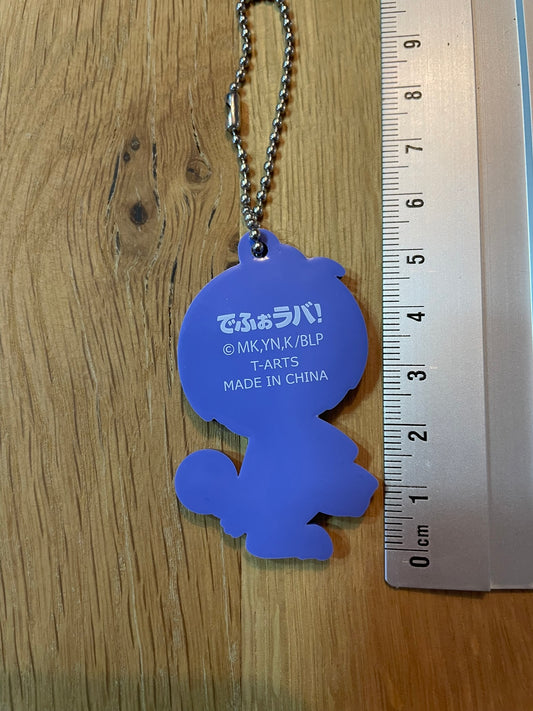 でふぉラバ!
© MK,YN,K/BLP
T-ARTS
MADE IN CHINA
9
8
7
6
5
4
3
2
1
0 cm